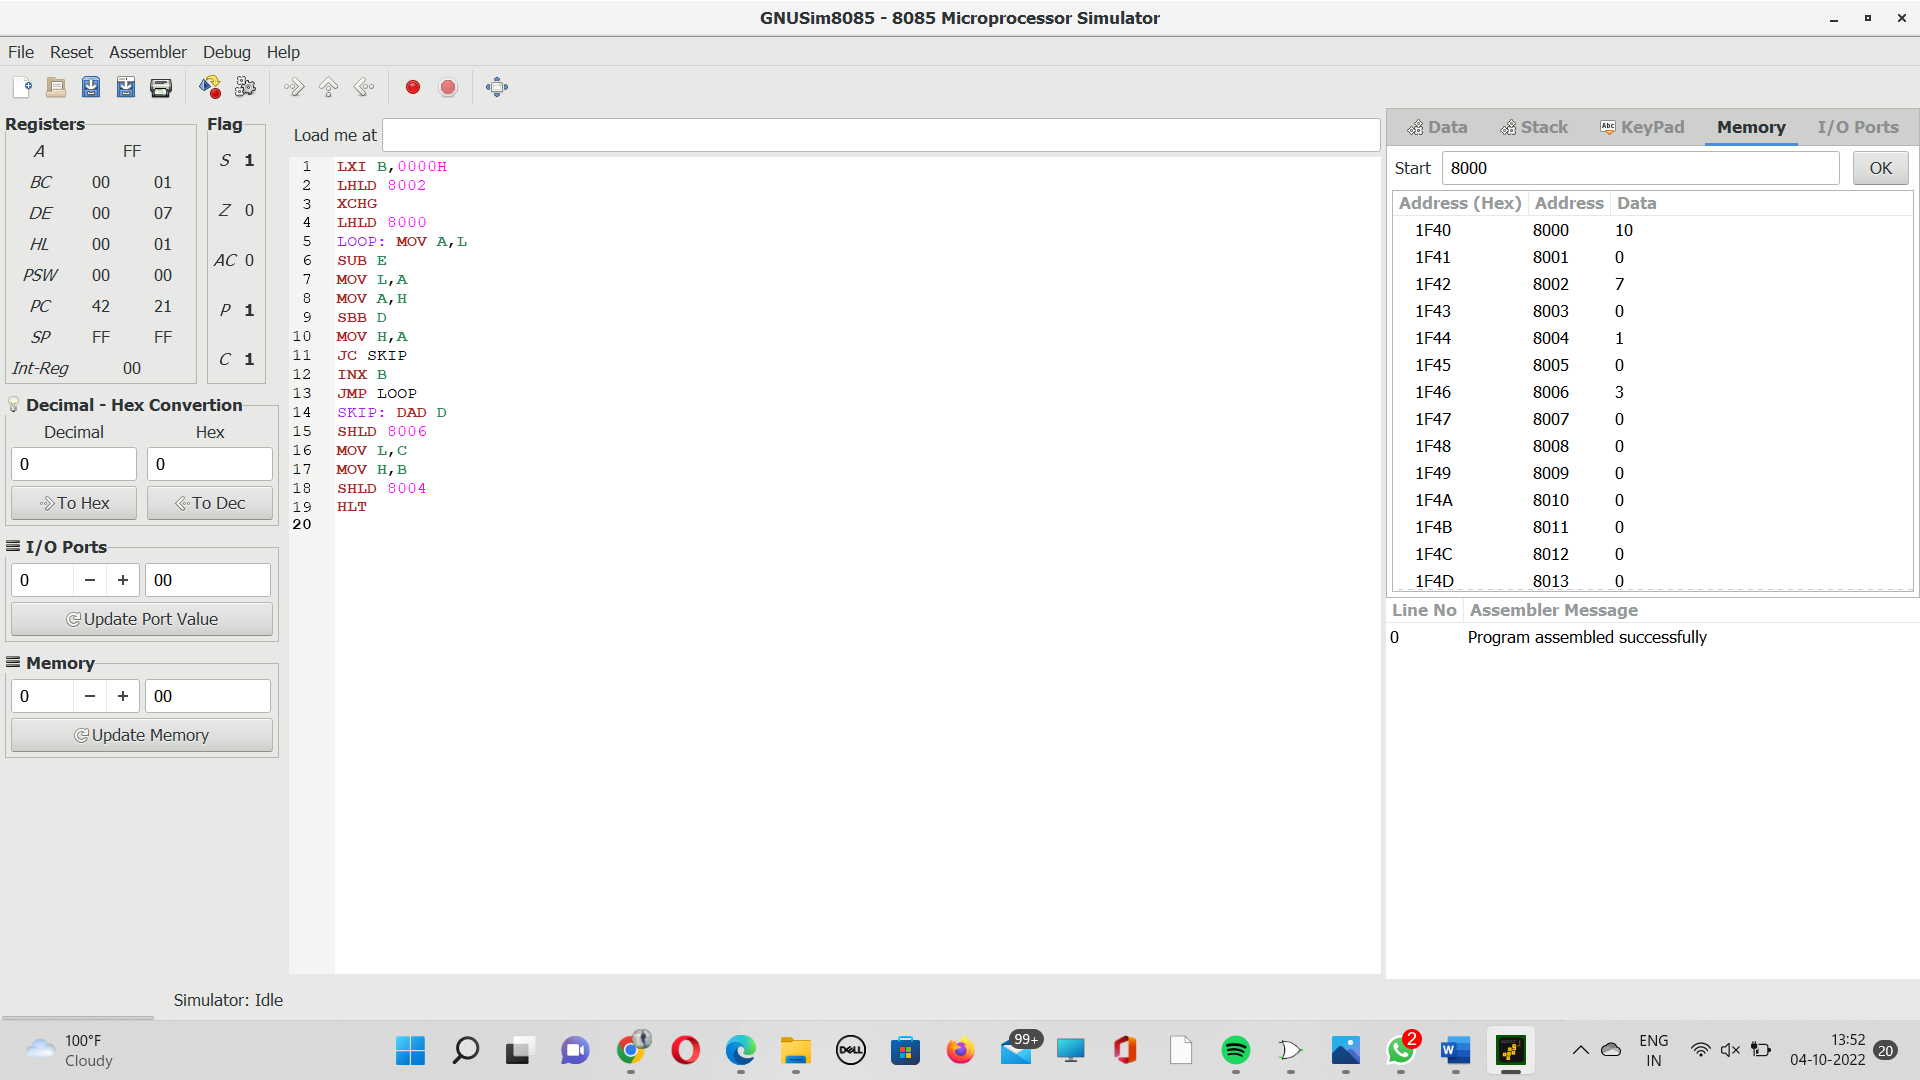 GNUSim8085 - 8085 Microprocessor Simulator
File Reset Assembler Debug Help
Registers
A FF
BC 00 01
DE 00 07
HL 00 01
PSW 00 00
PC 42 21
SP FF FF
Int-Reg 00
Flag
S 1
Z 0
AC 0
P 1
C 1
Decimal - Hex Convertion
Decimal Hex
0 0
To Hex To Dec
I/O Ports
0 − + 00
Update Port Value
Memory
0 − + 00
Update Memory
Load me at
1 LXI B,0000H
2 LHLD 8002
3 XCHG
4 LHLD 8000
5 LOOP: MOV A,L
6 SUB E
7 MOV L,A
8 MOV A,H
9 SBB D
10 MOV H,A
11 JC SKIP
12 INX B
13 JMP LOOP
14 SKIP: DAD D
15 SHLD 8006
16 MOV L,C
17 MOV H,B
18 SHLD 8004
19 HLT
20
Data Stack Abc KeyPad Memory I/O Ports
Start 8000 OK
Address (Hex) Address Data
1F40 8000 10
1F41 8001 0
1F42 8002 7
1F43 8003 0
1F44 8004 1
1F45 8005 0
1F46 8006 3
1F47 8007 0
1F48 8008 0
1F49 8009 0
1F4A 8010 0
1F4B 8011 0
1F4C 8012 0
1F4D 8013 0
Line No Assembler Message
0 Program assembled successfully
Simulator: Idle
100°F
Cloudy
DELL
99+
2
W
ENG
IN
13:52
04-10-2022
20